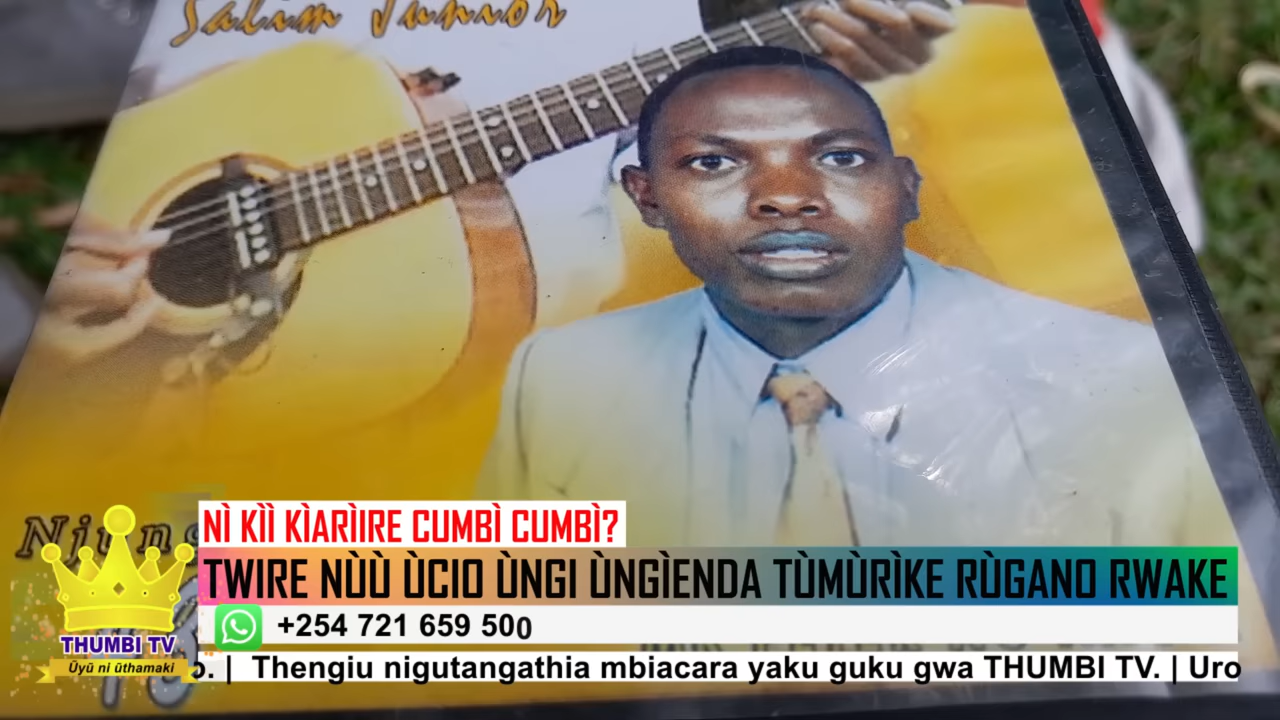 Salim Junior
NÌ KÌÌ KÌARÌIRE CUMBÌ CUMBÌ?
TWIRE NÙÙ ÙCIO ÙNGI ÙNGÌENDA TÙMÙRÌKE RÙGANO RWAKE
+254 721 659 500
THUMBI TV
Ũyũ ni ũthamaki
o. | Thengiu nigutangathia mbiacara yaku guku gwa THUMBI TV. | Uro